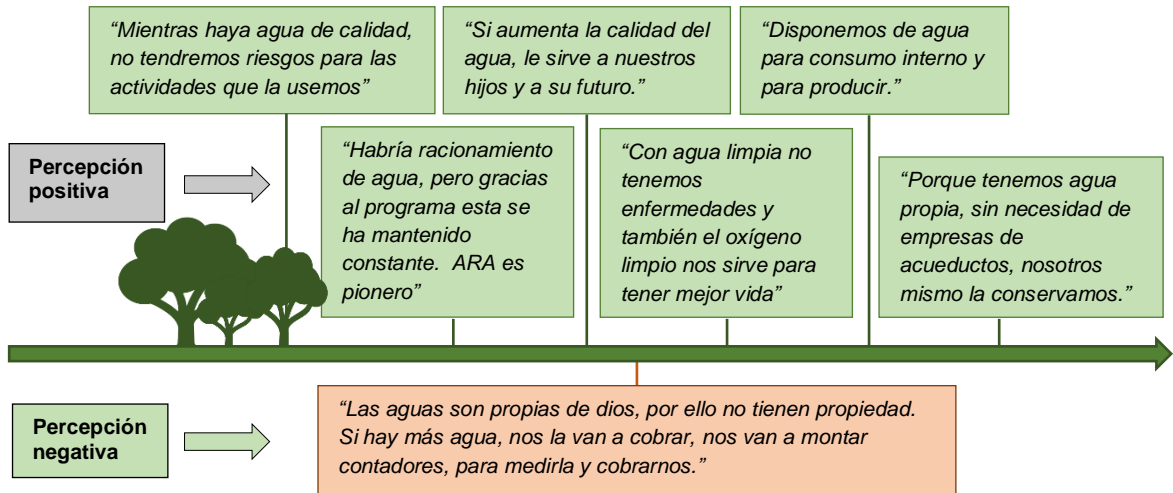 “Mientras haya agua de calidad,
no tendremos riesgos para las
actividades que la usemos”
“Si aumenta la calidad del
agua, le sirve a nuestros
hijos y a su futuro.”
“Disponemos de agua
para consumo interno y
para producir.”
Percepción
positiva
“Habría racionamiento
de agua, pero gracias
al programa esta se
ha mantenido
constante.  ARA es
pionero”
“Con agua limpia no
tenemos
enfermedades y
también el oxígeno
limpio nos sirve para
tener mejor vida”
“Porque tenemos agua
propia, sin necesidad de
empresas de
acueductos, nosotros
mismo la conservamos.”
Percepción
negativa
“Las aguas son propias de dios, por ello no tienen propiedad.
Si hay más agua, nos la van a cobrar, nos van a montar
contadores, para medirla y cobrarnos.”